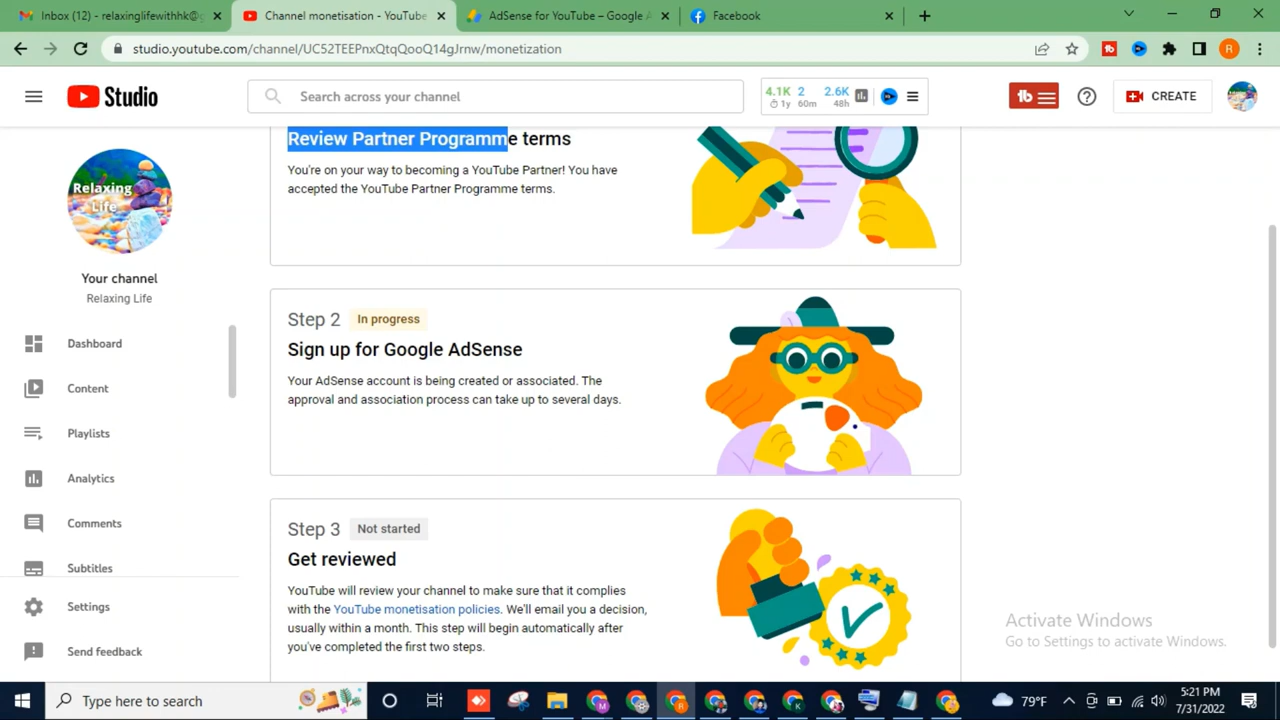 Inbox (12) - relaxinglifewithhk@g
Channel monetisation - YouTube
AdSense for YouTube – Google A
Facebook
studio.youtube.com/channel/UC52TEEPnxQtqQooQ14gJrnw/monetization
R
Studio
Search across your channel
4.1K 2 2.6K
1y 60m 48h
tb
CREATE
Review Partner Programme terms
You're on your way to becoming a YouTube Partner! You have
accepted the YouTube Partner Programme terms.
Relaxing
Life
Your channel
Relaxing Life
Dashboard
Content
Playlists
Analytics
Comments
Subtitles
Settings
Send feedback
Step 2 In progress
Sign up for Google AdSense
Your AdSense account is being created or associated. The
approval and association process can take up to several days.
Step 3 Not started
Get reviewed
YouTube will review your channel to make sure that it complies
with the YouTube monetisation policies. We'll email you a decision,
usually within a month. This step will begin automatically after
you've completed the first two steps.
Activate Windows
Go to Settings to activate Windows.
Type here to search
79°F
5:21 PM
7/31/2022